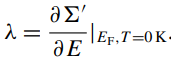 λ = ∂Σ′/∂E |E_F, T=0 K.